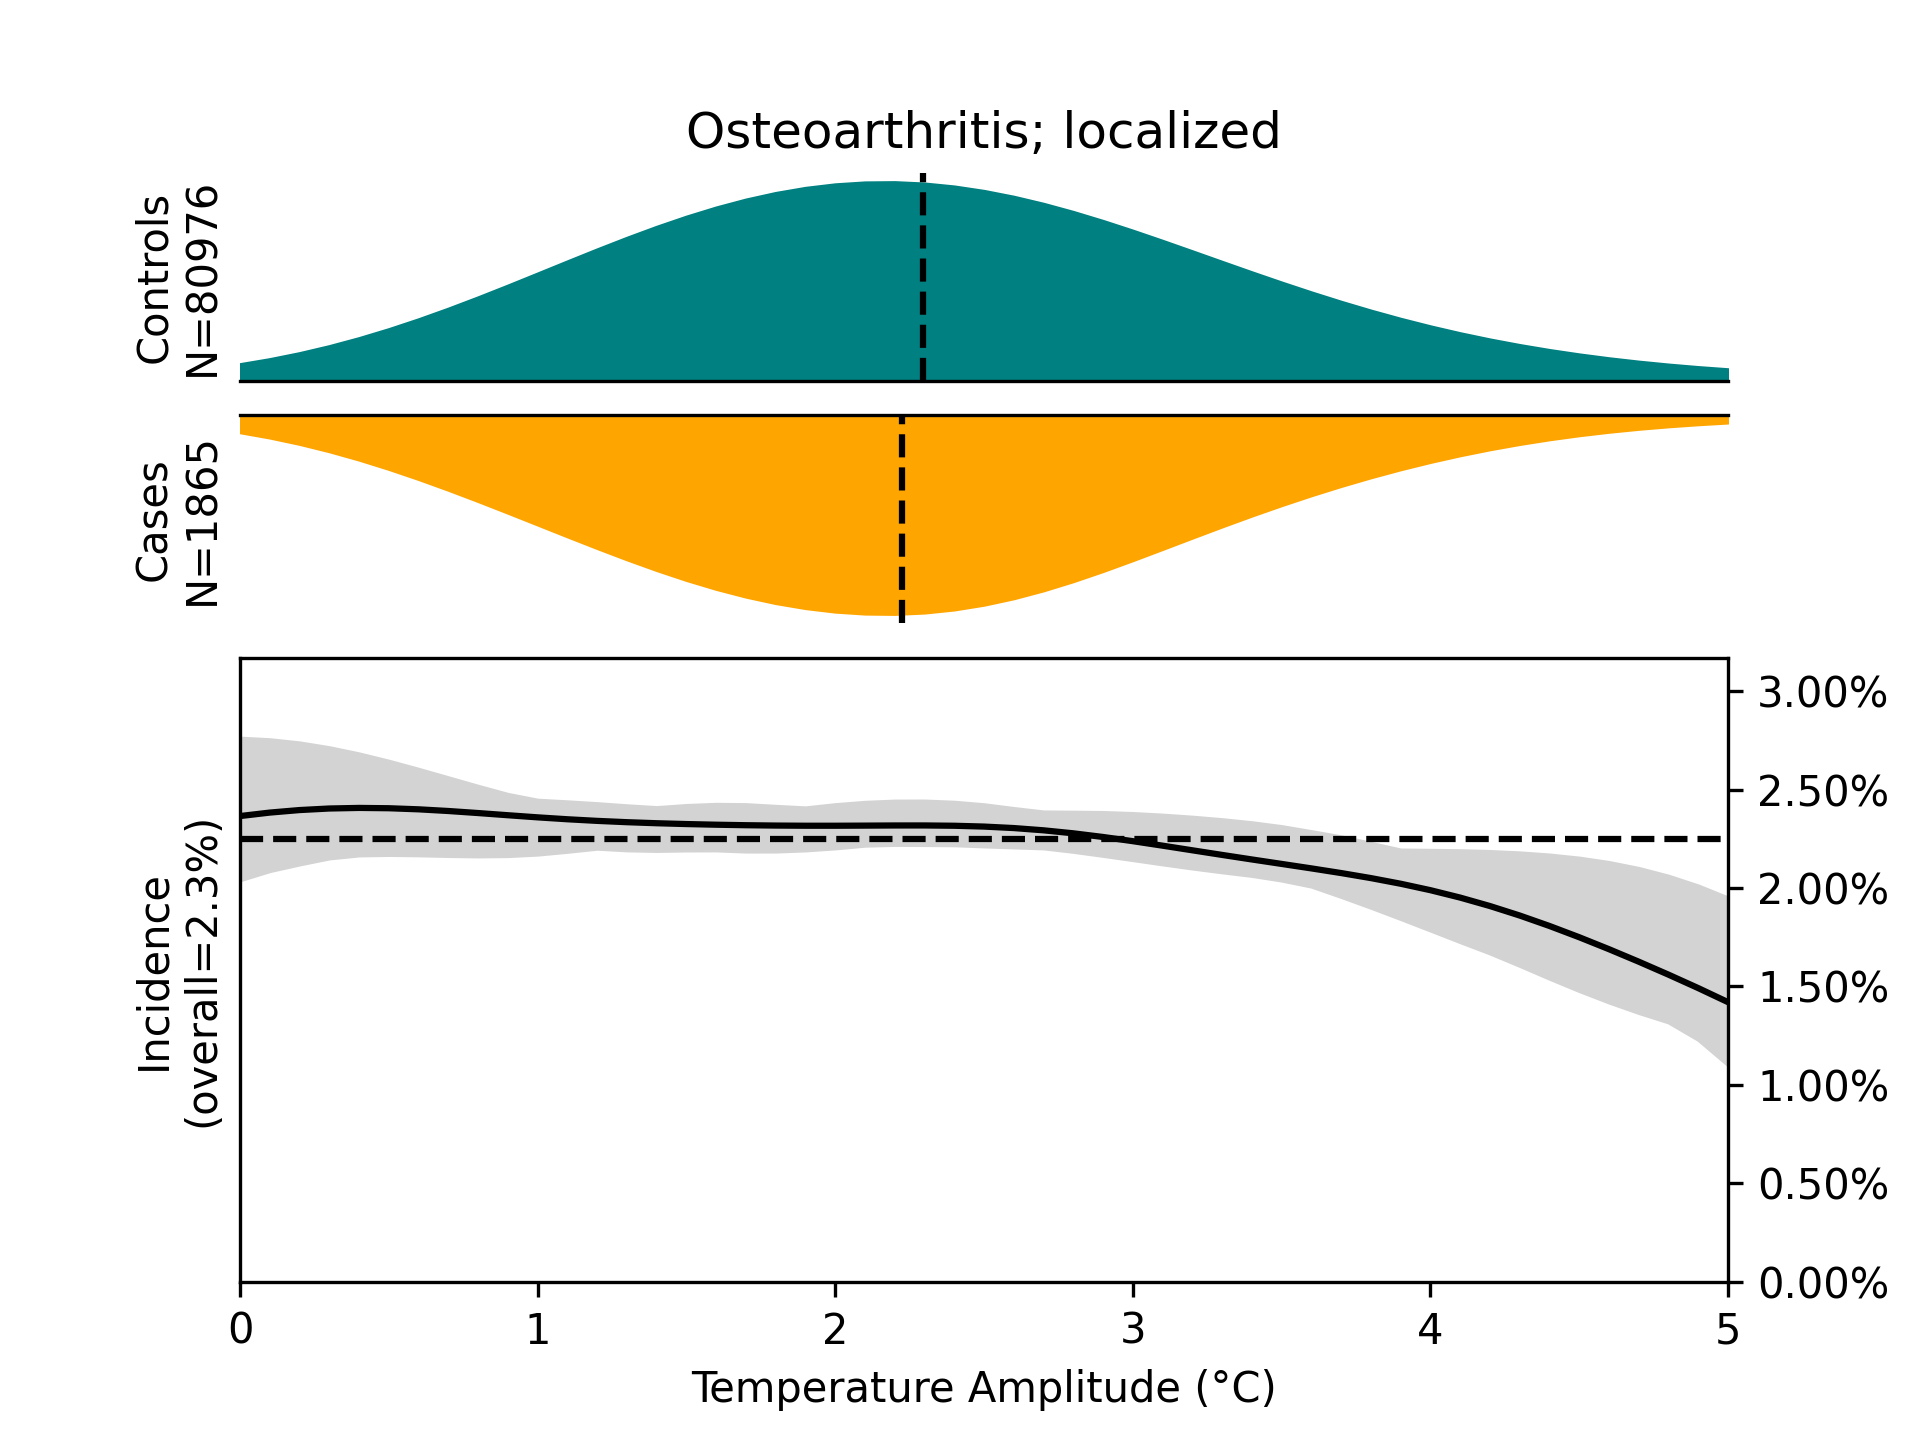 Osteoarthritis; localized
Controls
N=80976
Cases
N=1865
Incidence
(overall=2.3%)
3.00%
2.50%
2.00%
1.50%
1.00%
0.50%
0.00%
0 1 2 3 4 5
Temperature Amplitude (°C)